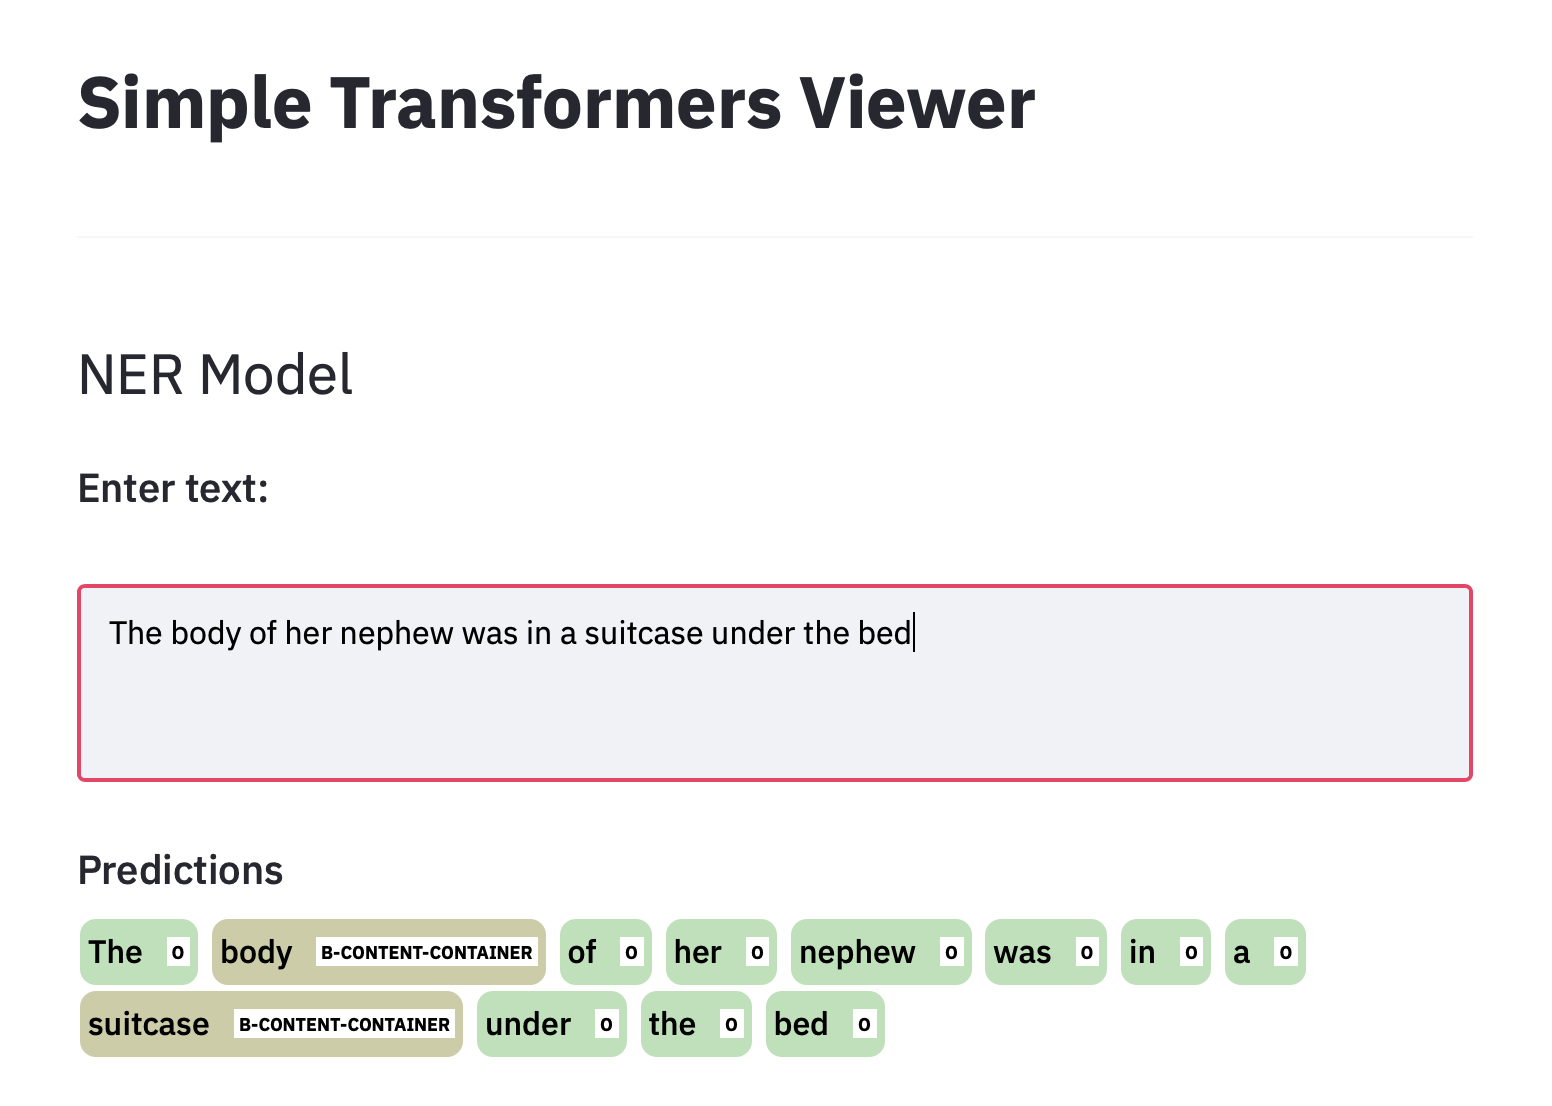 Simple Transformers Viewer
NER Model
Enter text:
The body of her nephew was in a suitcase under the bed
Predictions
The O body B-CONTENT-CONTAINER of O her O nephew O was O in O a O
suitcase B-CONTENT-CONTAINER under O the O bed O